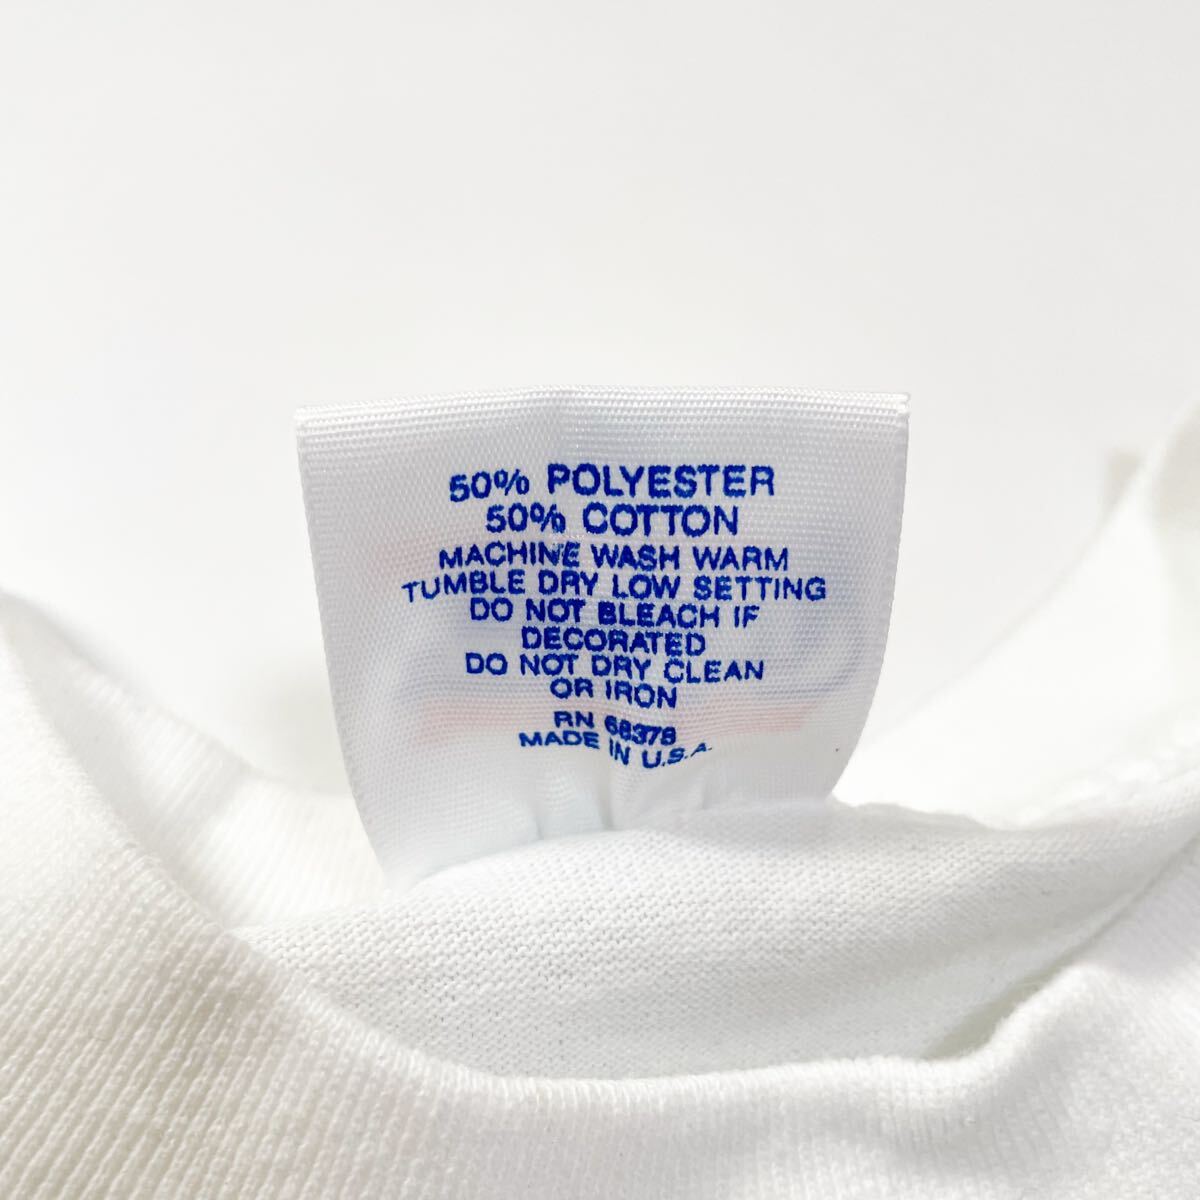 50% POLYESTER
50% COTTON
MACHINE WASH WARM
TUMBLE DRY LOW SETTING
DO NOT BLEACH IF
DECORATED
DO NOT DRY CLEAN
OR IRON
RN 68378
MADE IN U.S.A.